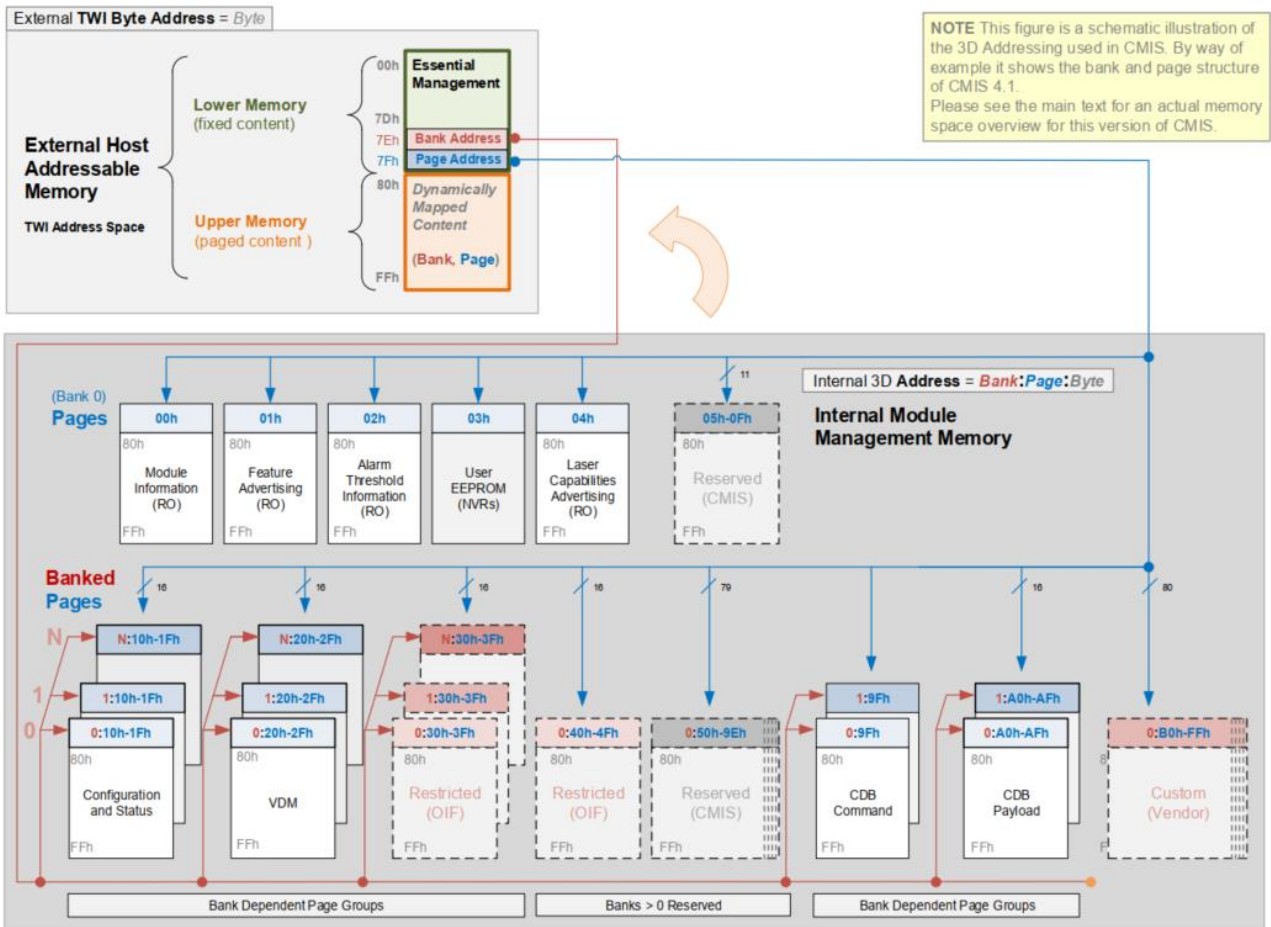 External TWI Byte Address = Byte
NOTE This figure is a schematic illustration of
the 3D Addressing used in CMIS. By way of
example it shows the bank and page structure
of CMIS 4.1.
Please see the main text for an actual memory
space overview for this version of CMIS.
External Host
Addressable
Memory
TWI Address Space
Lower Memory
(fixed content)
Upper Memory
(paged content )
00h
Essential
Management
7Dh
7Eh Bank Address
7Fh Page Address
80h
Dynamically
Mapped
Content
(Bank, Page)
FFh
Internal 3D Address = Bank:Page:Byte
Internal Module
Management Memory
(Bank 0)
Pages
11
00h
80h
Module
Information
(RO)
FFh
01h
80h
Feature
Advertising
(RO)
FFh
02h
80h
Alarm
Threshold
Information
(RO)
FFh
03h
User
EEPROM
(NVRs)
04h
80h
Laser
Capabilities
Advertising
(RO)
FFh
05h-0Fh
80h
Reserved
(CMIS)
FFh
Banked
Pages
16
16
16
16
79
16
80
N
1
0
N:10h-1Fh
1:10h-1Fh
0:10h-1Fh
80h
Configuration
and Status
FFh
N:20h-2Fh
1:20h-2Fh
0:20h-2Fh
80h
VDM
FFh
N:30h-3Fh
1:30h-3Fh
0:30h-3Fh
80h
Restricted
(OIF)
FFh
0:40h-4Fh
80h
Restricted
(OIF)
FFh
0:50h-9Eh
80h
Reserved
(CMIS)
FFh
1:9Fh
0:9Fh
80h
CDB
Command
FFh
1:A0h-AFh
0:A0h-AFh
80h
CDB
Payload
FFh
0:B0h-FFh
8
Custom
(Vendor)
F
Bank Dependent Page Groups
Banks > 0 Reserved
Bank Dependent Page Groups